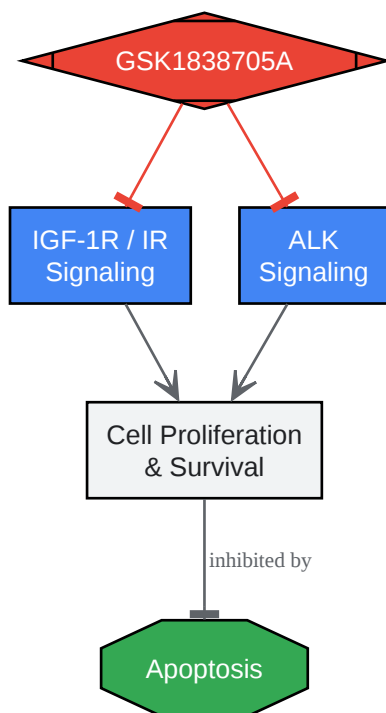 GSK1838705A
IGF-1R / IR
Signaling
ALK
Signaling
Cell Proliferation
& Survival
inhibited by
Apoptosis